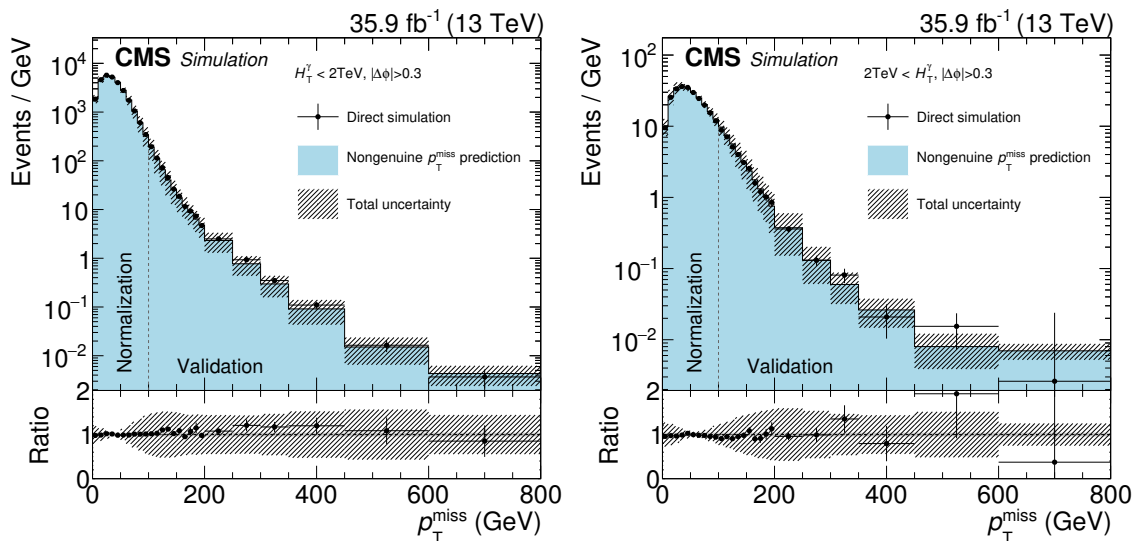 35.9 fb⁻¹ (13 TeV)
CMS Simulation
H_T^γ < 2TeV, |Δϕ|>0.3
Direct simulation
Nongenuine p_T^miss prediction
Total uncertainty
Events / GeV
10⁴
10³
10²
10
1
10⁻¹
10⁻²
Normalization
Validation
Ratio
2
1
0
0 200 400 600 800
p_T^miss (GeV)
35.9 fb⁻¹ (13 TeV)
CMS Simulation
2TeV < H_T^γ, |Δϕ|>0.3
Direct simulation
Nongenuine p_T^miss prediction
Total uncertainty
Events / GeV
10²
10
1
10⁻¹
10⁻²
Normalization
Validation
Ratio
2
1
0
0 200 400 600 800
p_T^miss (GeV)